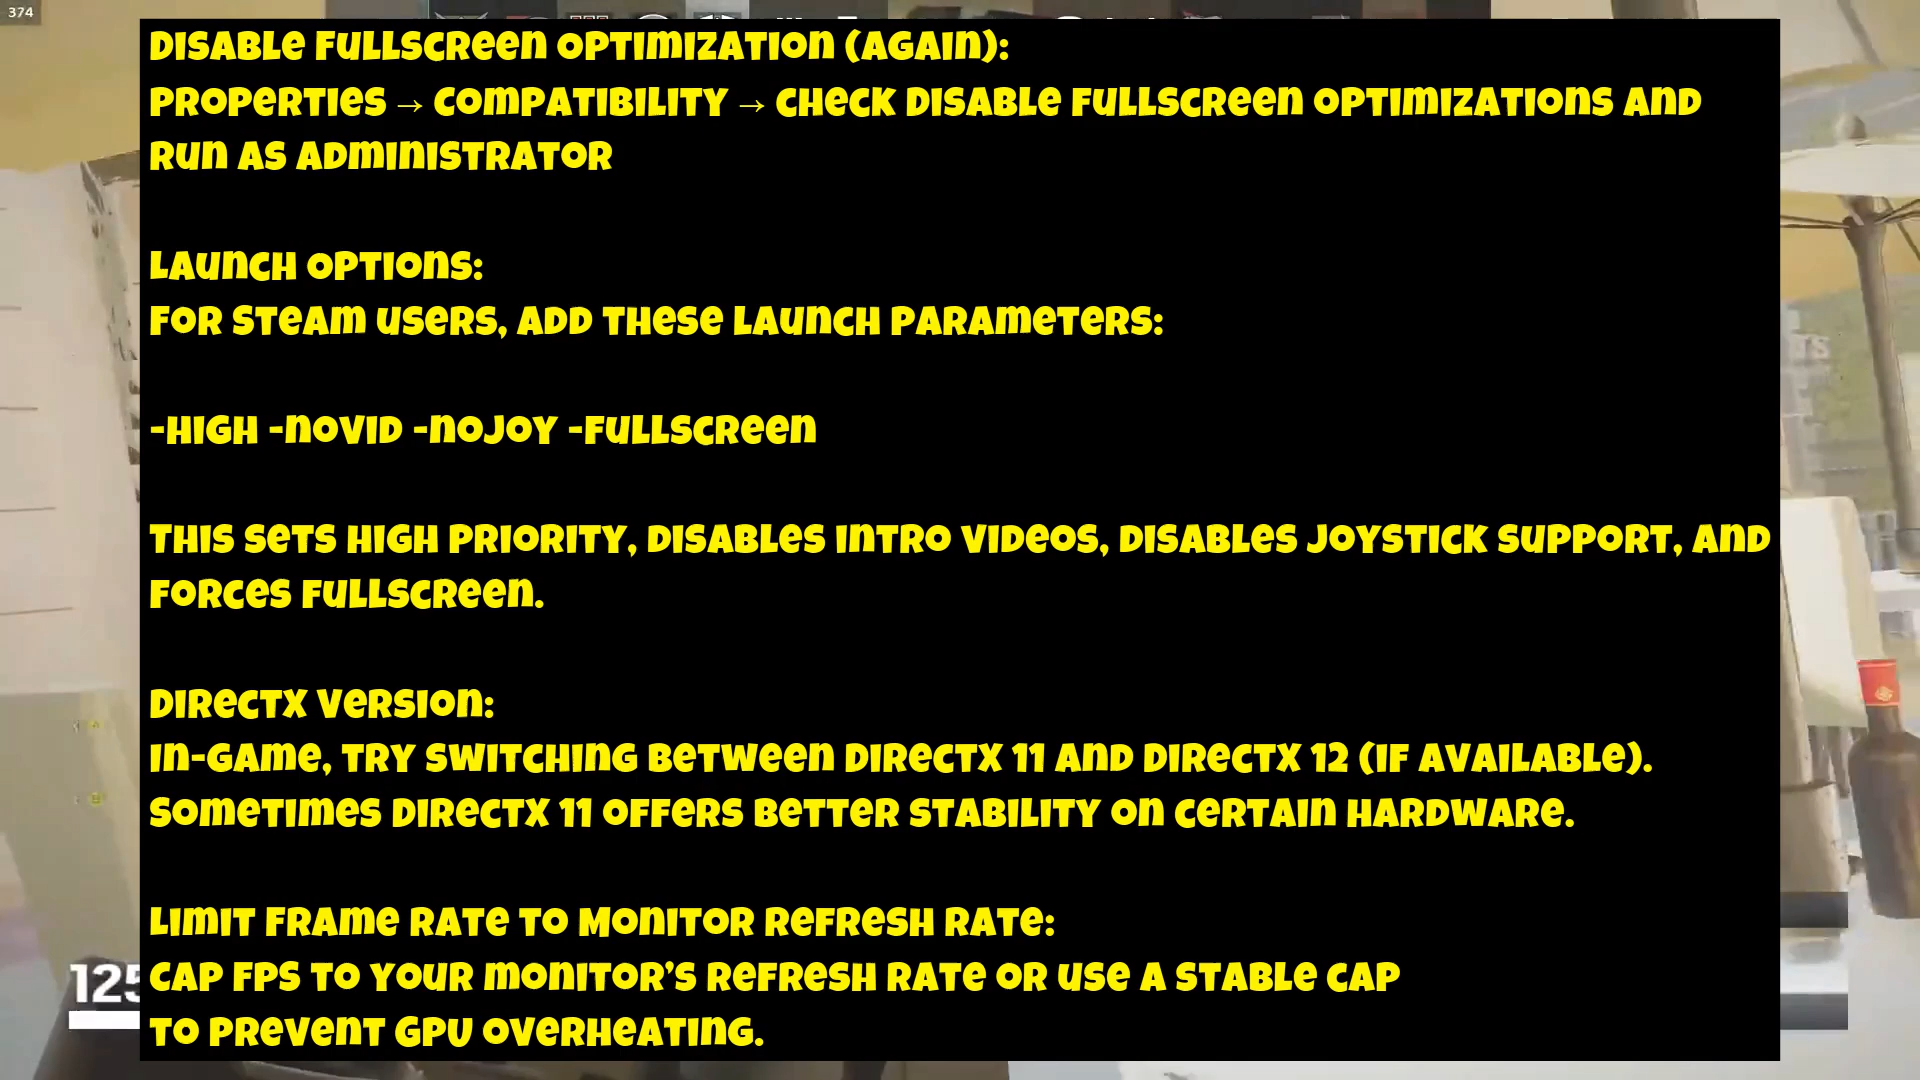 374
DISABLE FULLSCREEN OPTIMIZATION (AGAIN):
PROPERTIES → COMPATIBILITY → CHECK DISABLE FULLSCREEN OPTIMIZATIONS AND
RUN AS ADMINISTRATOR
LAUNCH OPTIONS:
FOR STEAM USERS, ADD THESE LAUNCH PARAMETERS:
-HIGH -NOVID -NOJOY -FULLSCREEN
THIS SETS HIGH PRIORITY, DISABLES INTRO VIDEOS, DISABLES JOYSTICK SUPPORT, AND
FORCES FULLSCREEN.
DIRECTX VERSION:
IN-GAME, TRY SWITCHING BETWEEN DIRECTX 11 AND DIRECTX 12 (IF AVAILABLE).
SOMETIMES DIRECTX 11 OFFERS BETTER STABILITY ON CERTAIN HARDWARE.
LIMIT FRAME RATE TO MONITOR REFRESH RATE:
CAP FPS TO YOUR MONITOR'S REFRESH RATE OR USE A STABLE CAP
TO PREVENT GPU OVERHEATING.
125